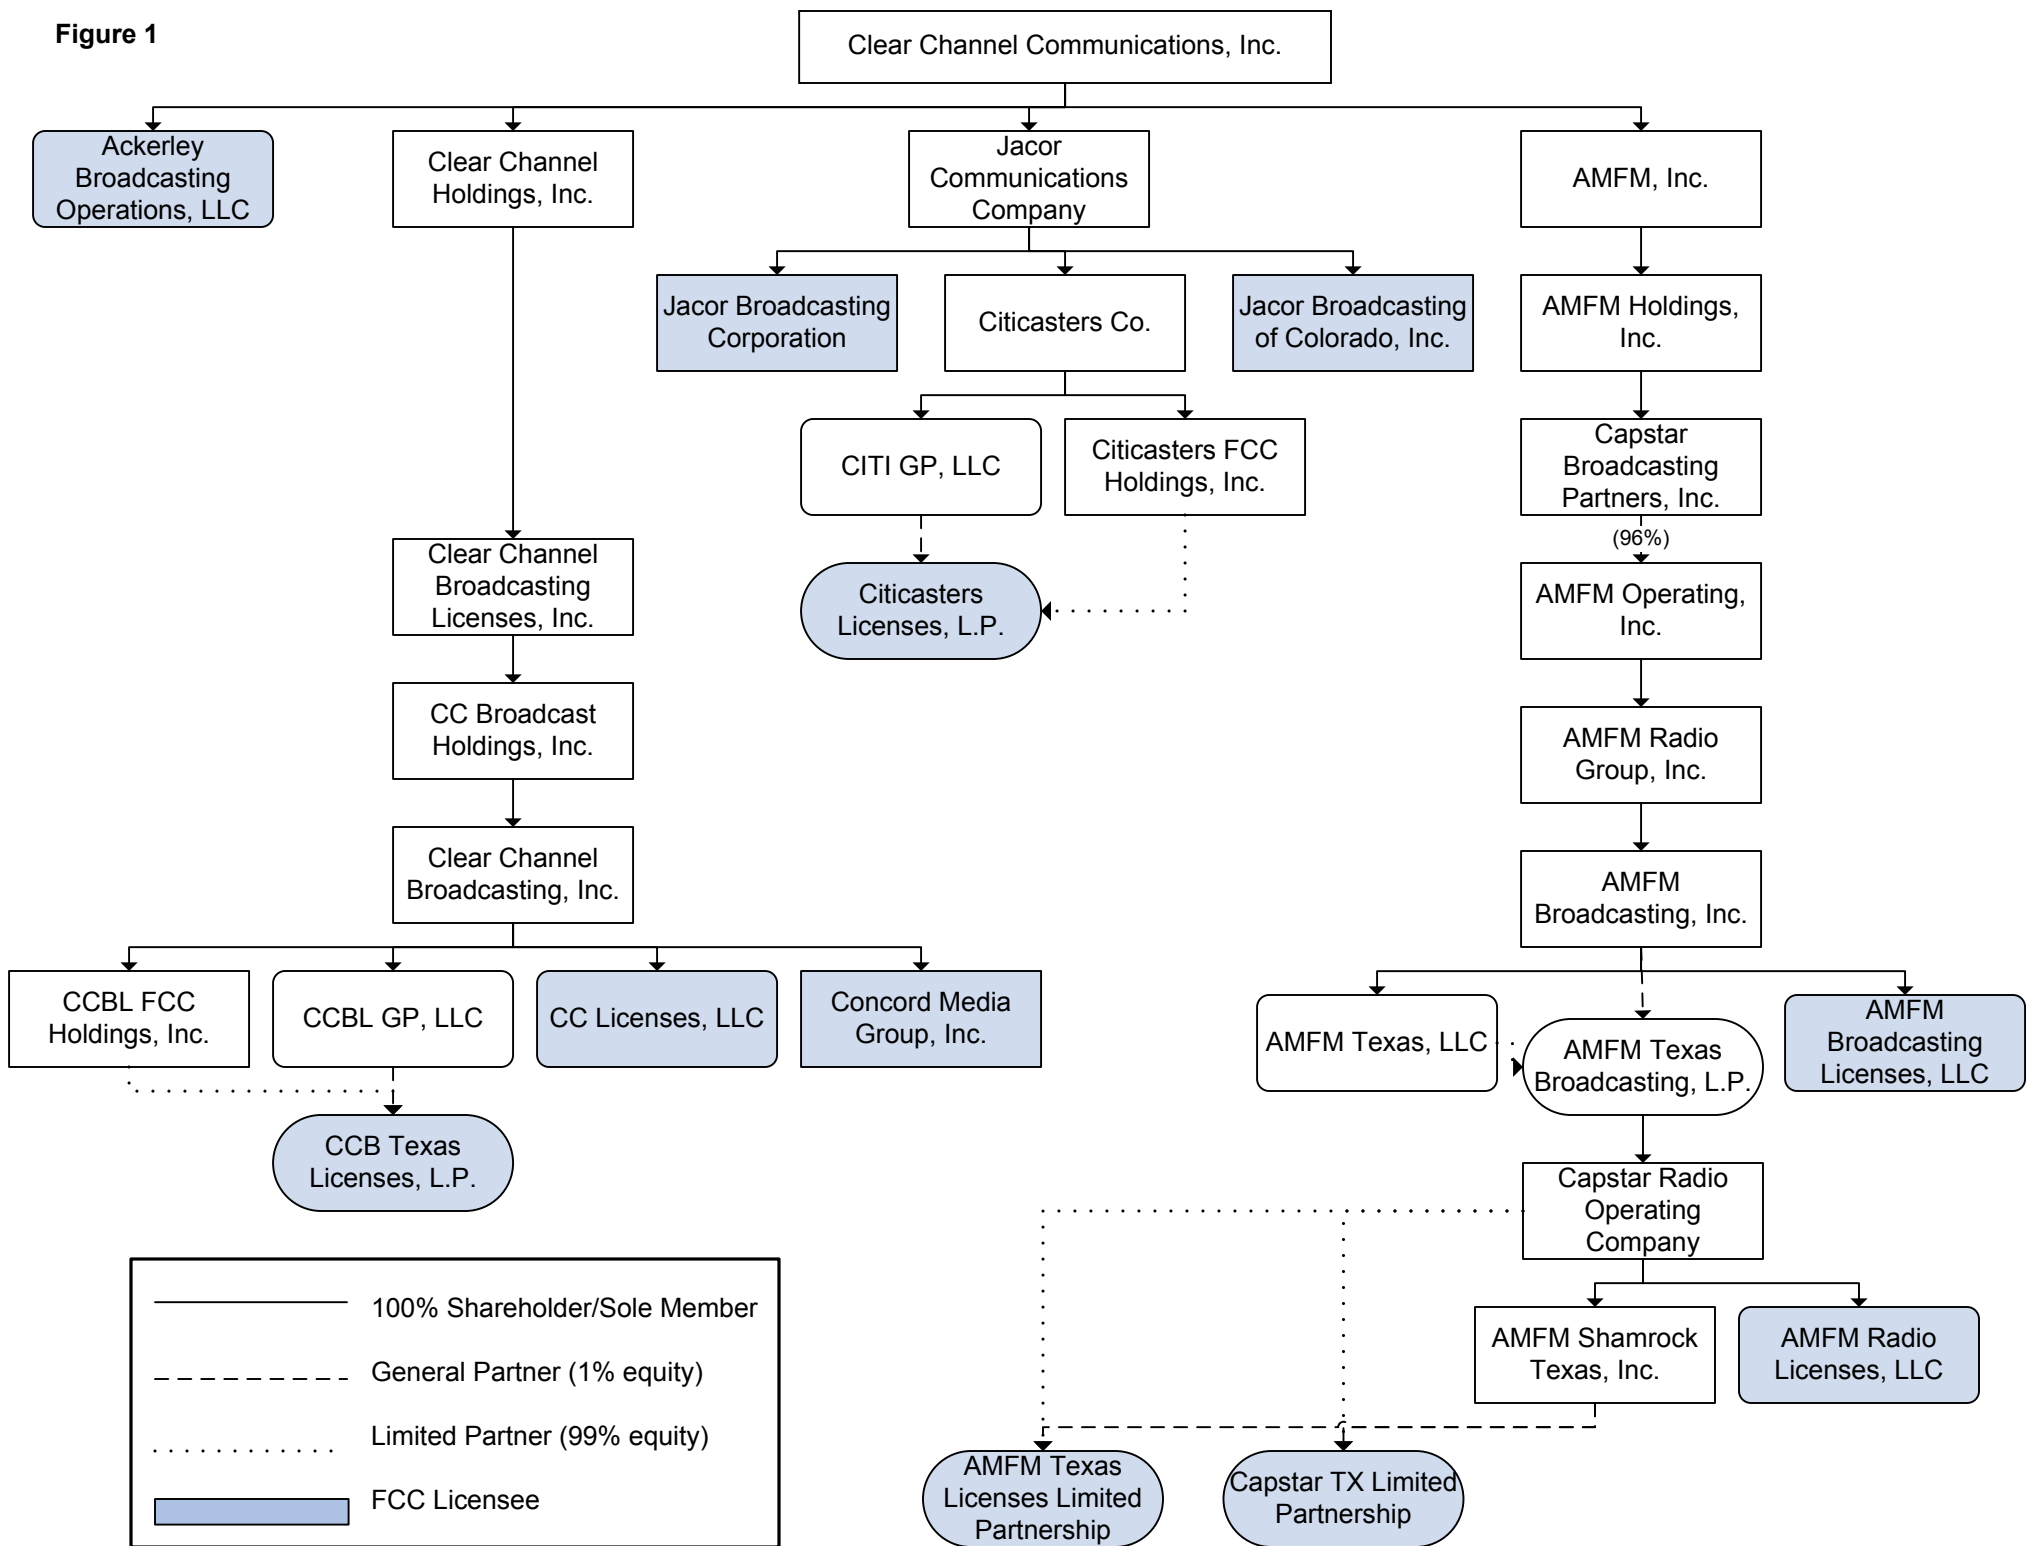 Figure 1
Clear Channel Communications, Inc.
Ackerley
Broadcasting
Operations, LLC
Clear Channel
Holdings, Inc.
Jacor
Communications
Company
AMFM, Inc.
Jacor Broadcasting
Corporation
Citicasters Co.
Jacor Broadcasting
of Colorado, Inc.
AMFM Holdings,
Inc.
CITI GP, LLC
Citicasters FCC
Holdings, Inc.
Capstar
Broadcasting
Partners, Inc.
(96%)
Clear Channel
Broadcasting
Licenses, Inc.
Citicasters
Licenses, L.P.
AMFM Operating,
Inc.
CC Broadcast
Holdings, Inc.
AMFM Radio
Group, Inc.
Clear Channel
Broadcasting, Inc.
AMFM
Broadcasting, Inc.
CCBL FCC
Holdings, Inc.
CCBL GP, LLC
CC Licenses, LLC
Concord Media
Group, Inc.
AMFM Texas, LLC
AMFM Texas
Broadcasting, L.P.
AMFM
Broadcasting
Licenses, LLC
CCB Texas
Licenses, L.P.
Capstar Radio
Operating
Company
AMFM Shamrock
Texas, Inc.
AMFM Radio
Licenses, LLC
AMFM Texas
Licenses Limited
Partnership
Capstar TX Limited
Partnership
100% Shareholder/Sole Member
General Partner (1% equity)
Limited Partner (99% equity)
FCC Licensee